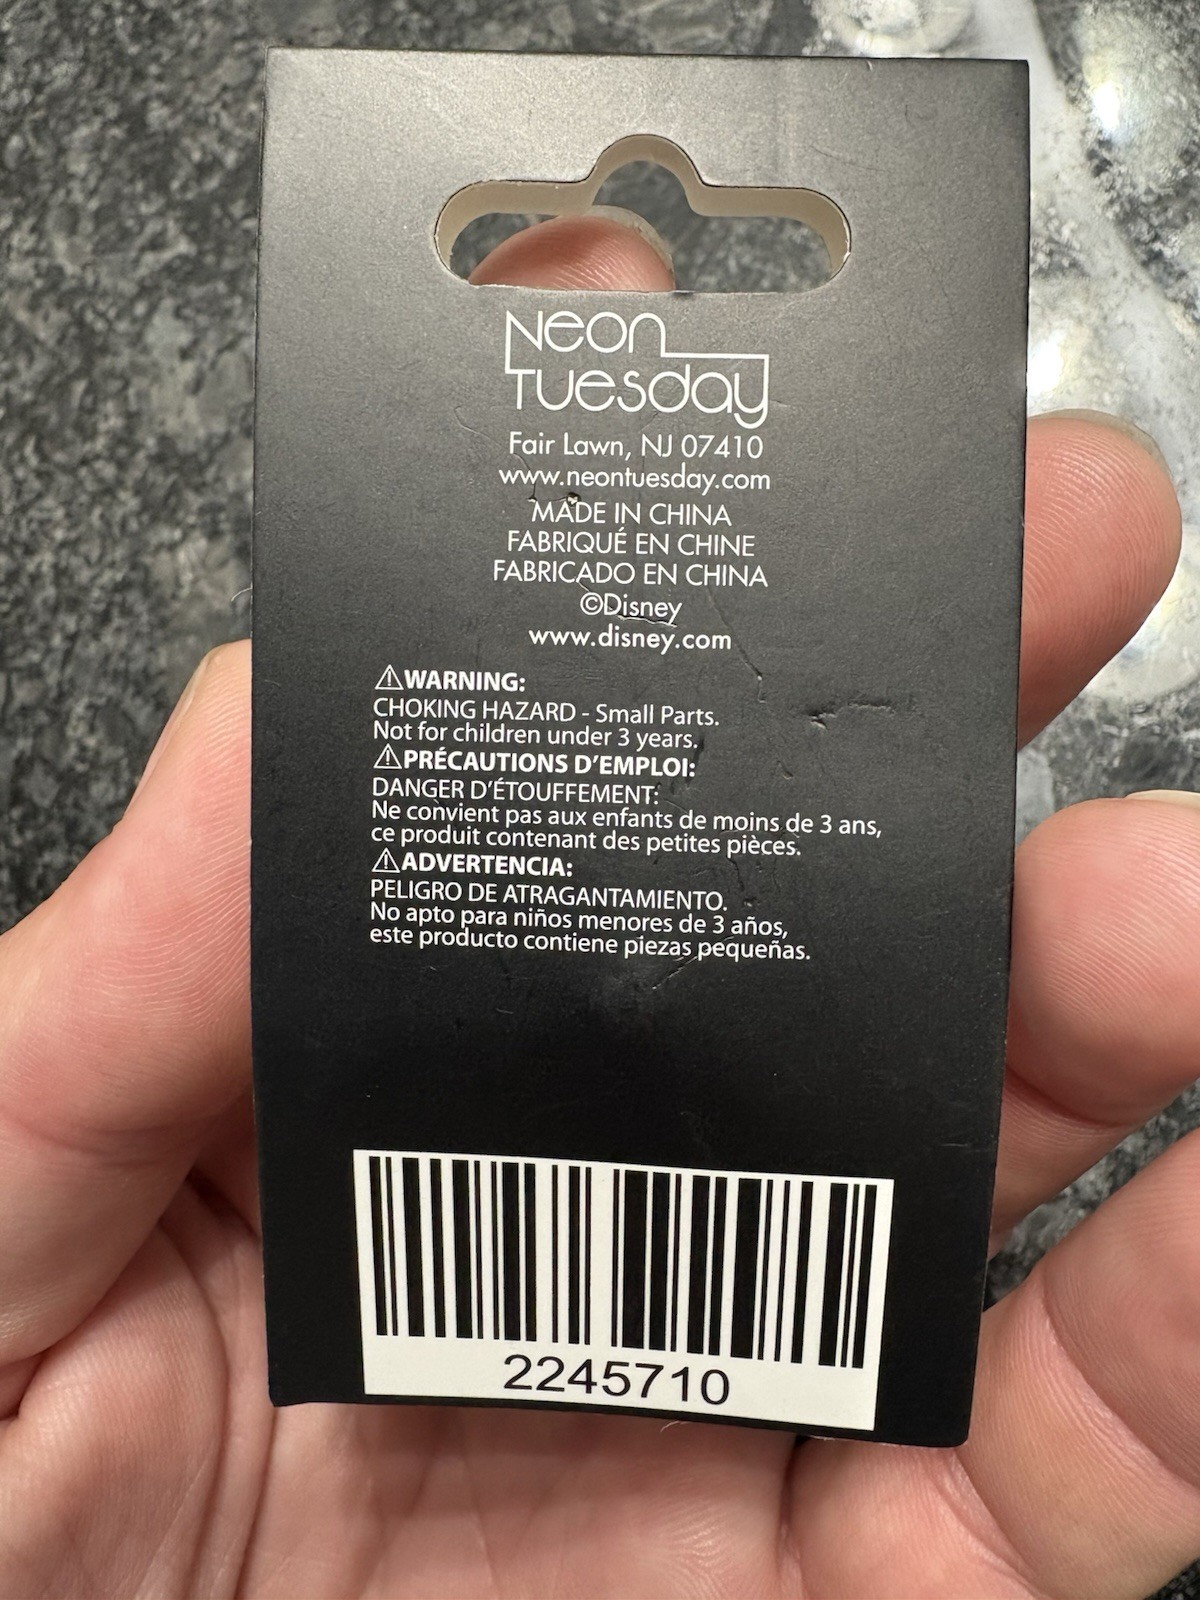 Neon
Tuesday
Fair Lawn, NJ 07410
www.neontuesday.com
MADE IN CHINA
FABRIQUÉ EN CHINE
FABRICADO EN CHINA
©Disney
www.disney.com
⚠WARNING:
CHOKING HAZARD - Small Parts.
Not for children under 3 years.
⚠PRÉCAUTIONS D'EMPLOI:
DANGER D'ÉTOUFFEMENT:
Ne convient pas aux enfants de moins de 3 ans,
ce produit contenant des petites pièces.
⚠ADVERTENCIA:
PELIGRO DE ATRAGANTAMIENTO.
No apto para niños menores de 3 años,
este producto contiene piezas pequeñas.
2245710